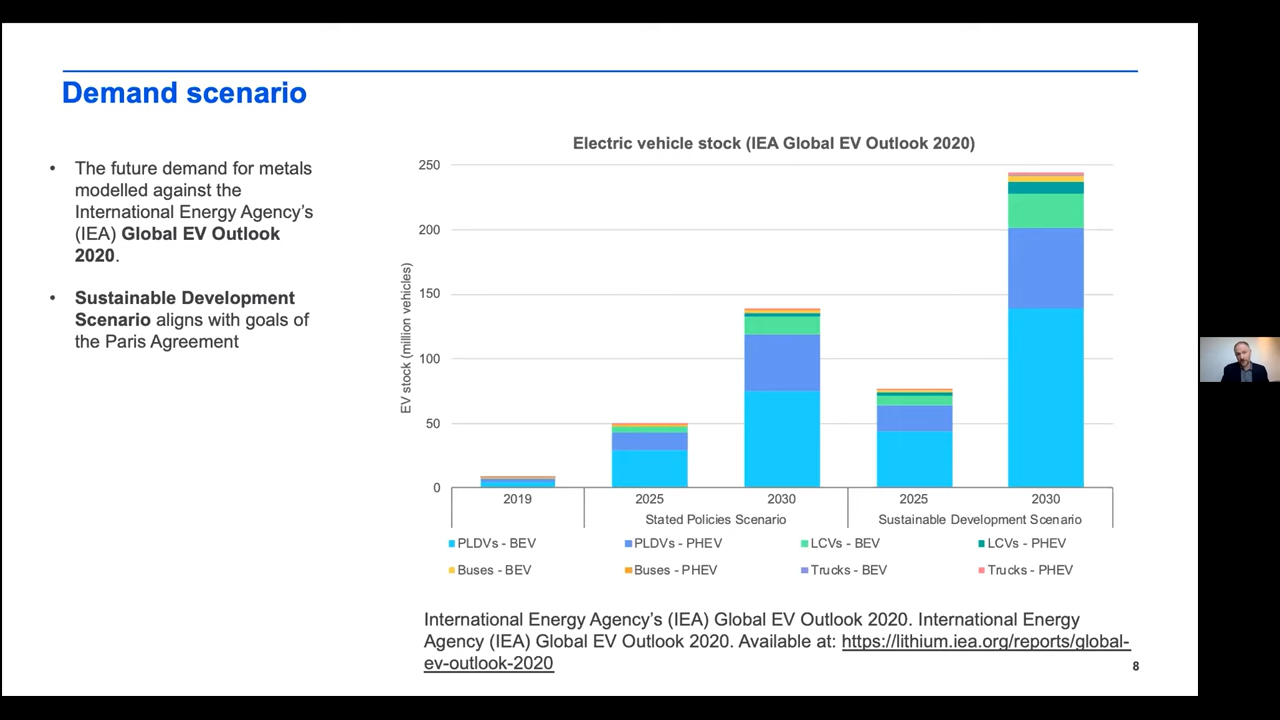 Demand scenario
• The future demand for metals
modelled against the
International Energy Agency's
(IEA) Global EV Outlook
2020.
• Sustainable Development
Scenario aligns with goals of
the Paris Agreement
Electric vehicle stock (IEA Global EV Outlook 2020)
EV stock (million vehicles)
250
200
150
100
50
0
2019 2025 2030 2025 2030
Stated Policies Scenario Sustainable Development Scenario
PLDVs - BEV PLDVs - PHEV LCVs - BEV LCVs - PHEV
Buses - BEV Buses - PHEV Trucks - BEV Trucks - PHEV
International Energy Agency's (IEA) Global EV Outlook 2020. International Energy
Agency (IEA) Global EV Outlook 2020. Available at: https://lithium.iea.org/reports/global-
ev-outlook-2020
8